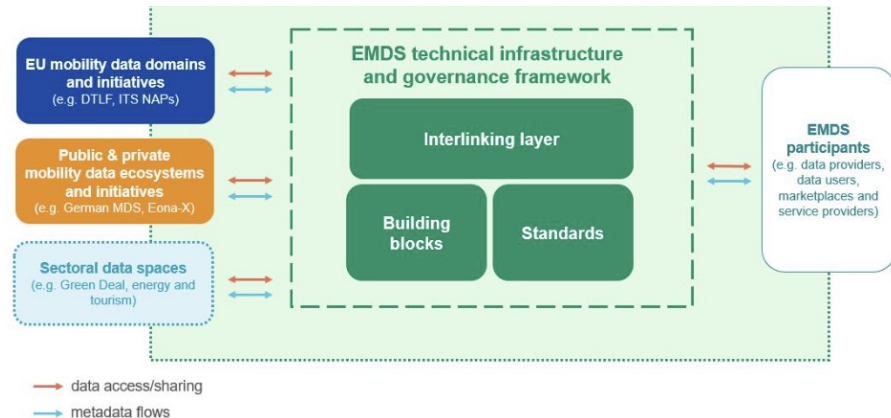 EU mobility data domains
and initiatives
(e.g. DTLF, ITS NAPs)
Public & private
mobility data ecosystems
and initiatives
(e.g. German MDS, Eona-X)
Sectoral data spaces
(e.g. Green Deal, energy and
tourism)
EMDS technical infrastructure
and governance framework
Interlinking layer
Building
blocks
Standards
EMDS
participants
(e.g. data providers,
data users,
marketplaces and
service providers)
data access/sharing
metadata flows